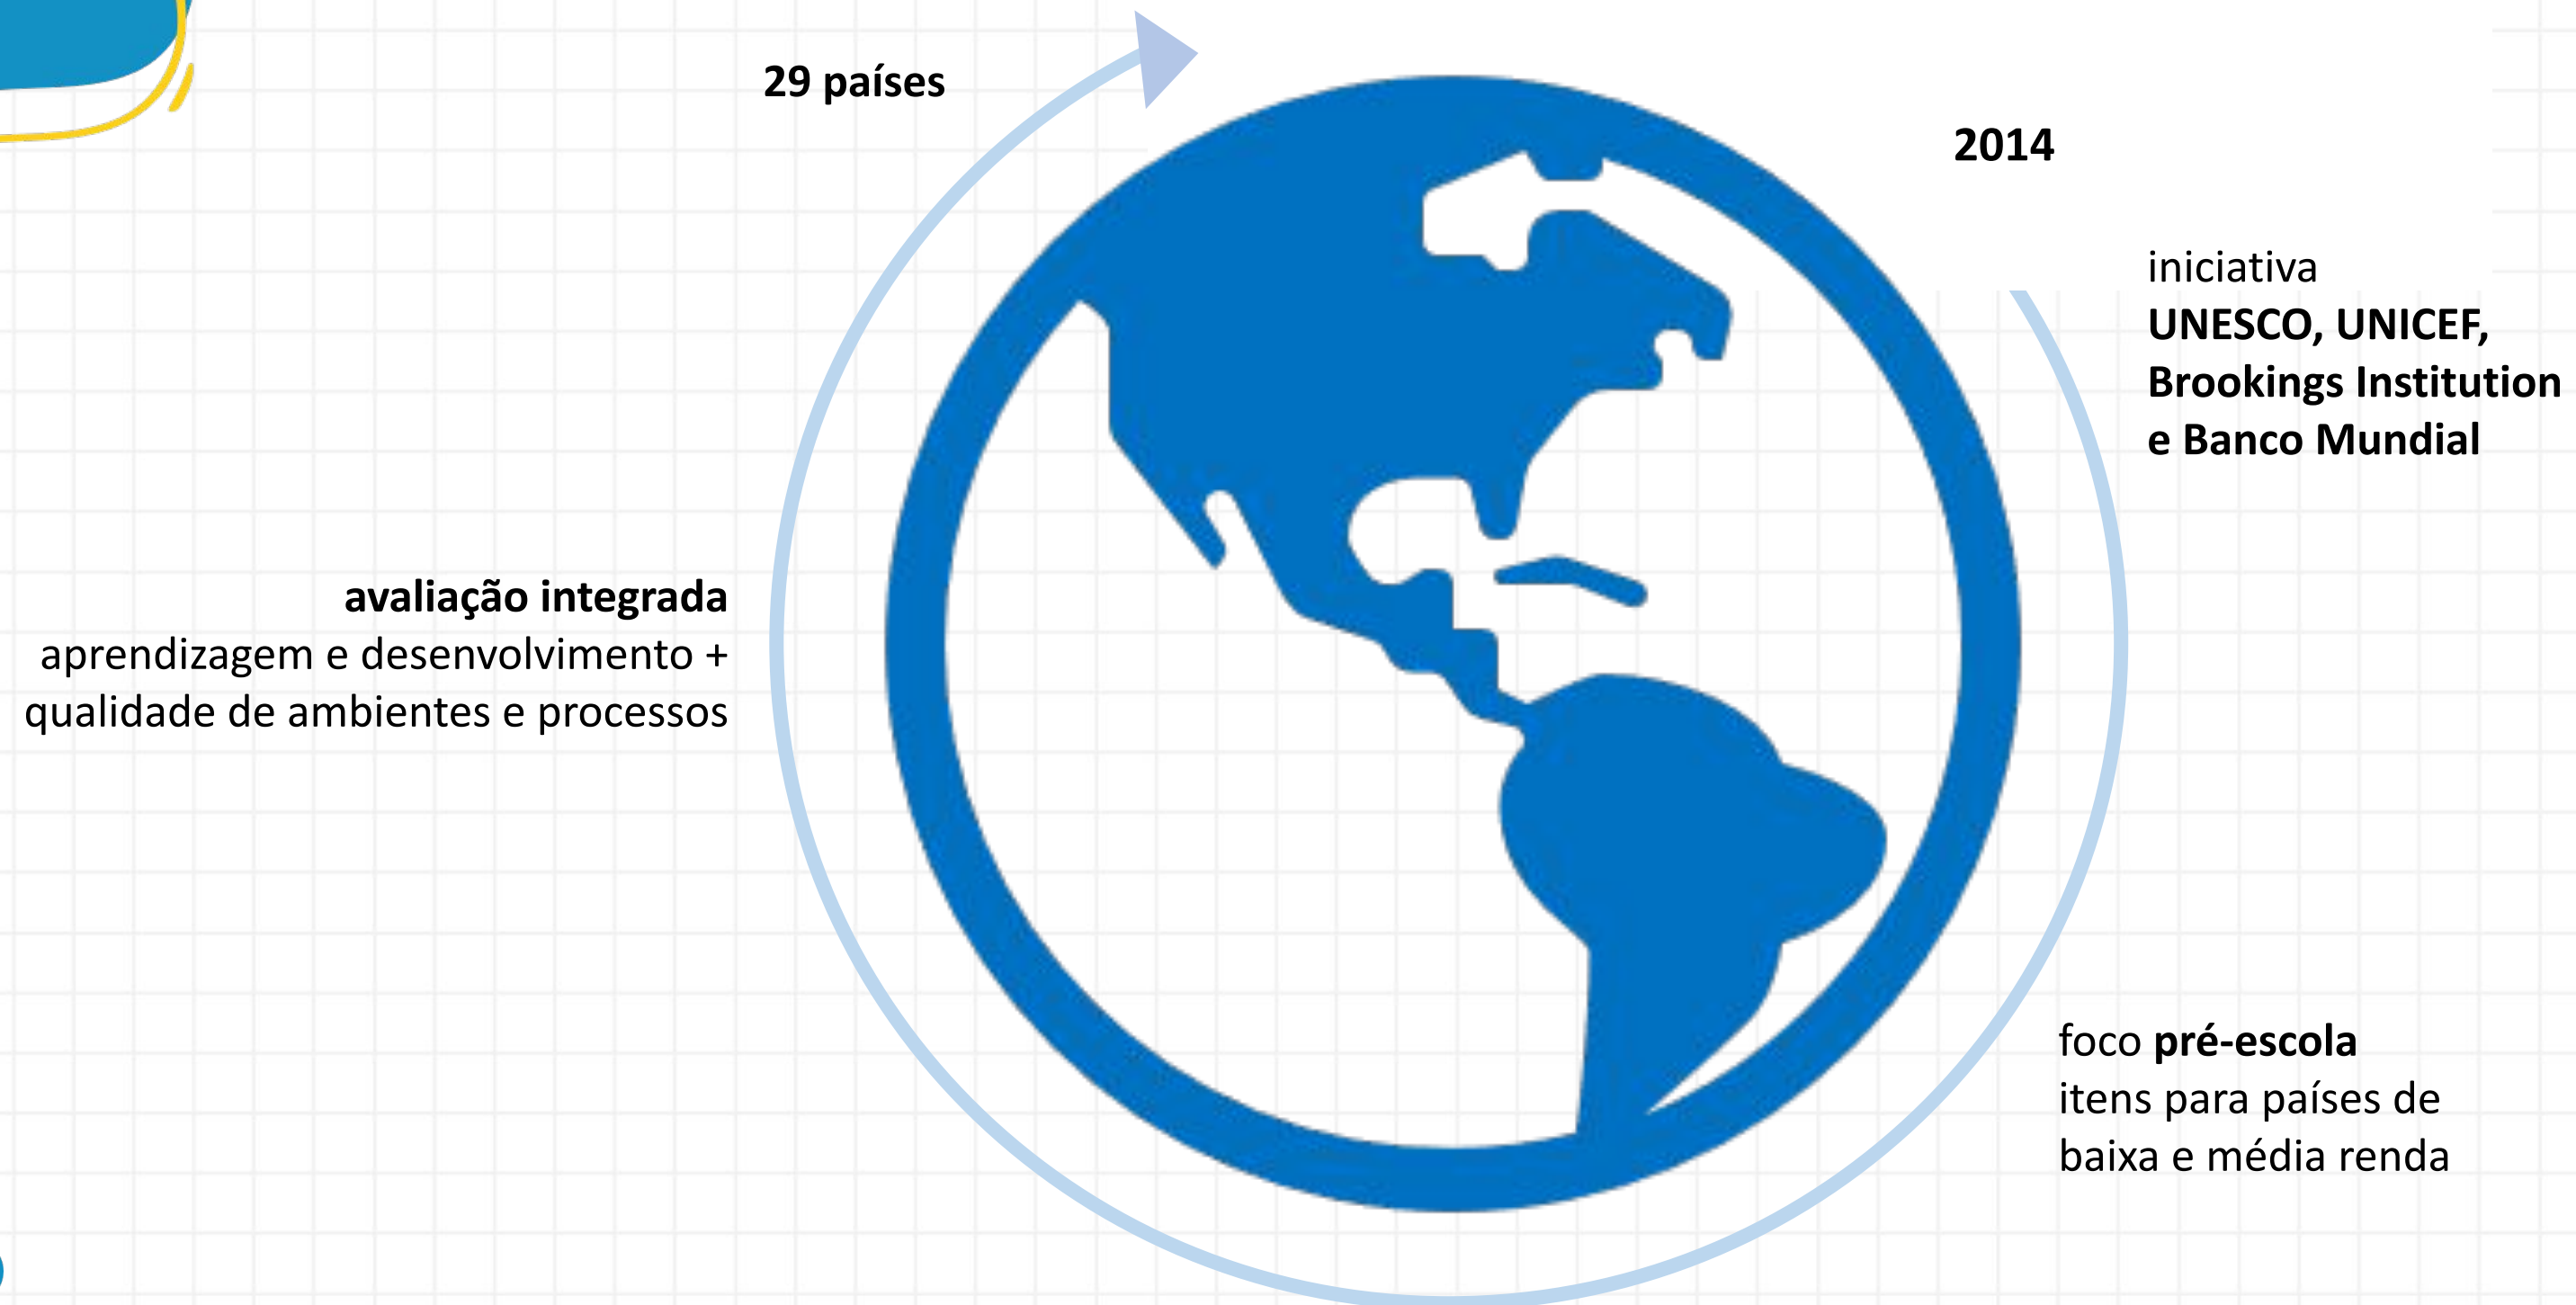 29 países
2014
iniciativa
UNESCO, UNICEF,
Brookings Institution
e Banco Mundial
avaliação integrada
aprendizagem e desenvolvimento +
qualidade de ambientes e processos
foco pré-escola
itens para países de
baixa e média renda